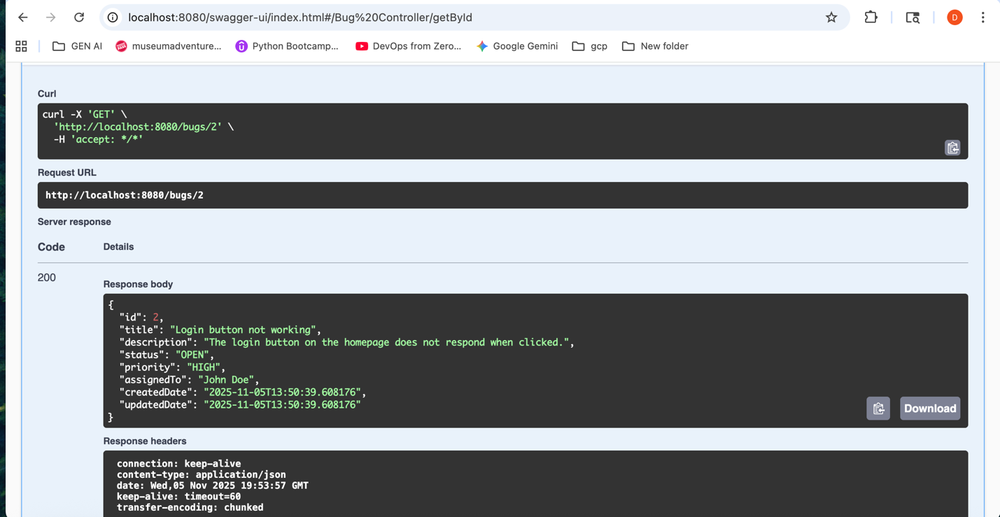 localhost:8080/swagger-ui/index.html#/Bug%20Controller/getById
D
GEN AI
museumadventure...
Python Bootcamp...
DevOps from Zero...
Google Gemini
gcp
New folder
Curl
curl -X 'GET' \
'http://localhost:8080/bugs/2' \
-H 'accept: */*'
Request URL
http://localhost:8080/bugs/2
Server response
Code Details
200
Response body
{
"id": 2,
"title": "Login button not working",
"description": "The login button on the homepage does not respond when clicked.",
"status": "OPEN",
"priority": "HIGH",
"assignedTo": "John Doe",
"createdDate": "2025-11-05T13:50:39.608176",
"updatedDate": "2025-11-05T13:50:39.608176"
}
Download
Response headers
connection: keep-alive
content-type: application/json
date: Wed,05 Nov 2025 19:53:57 GMT
keep-alive: timeout=60
transfer-encoding: chunked